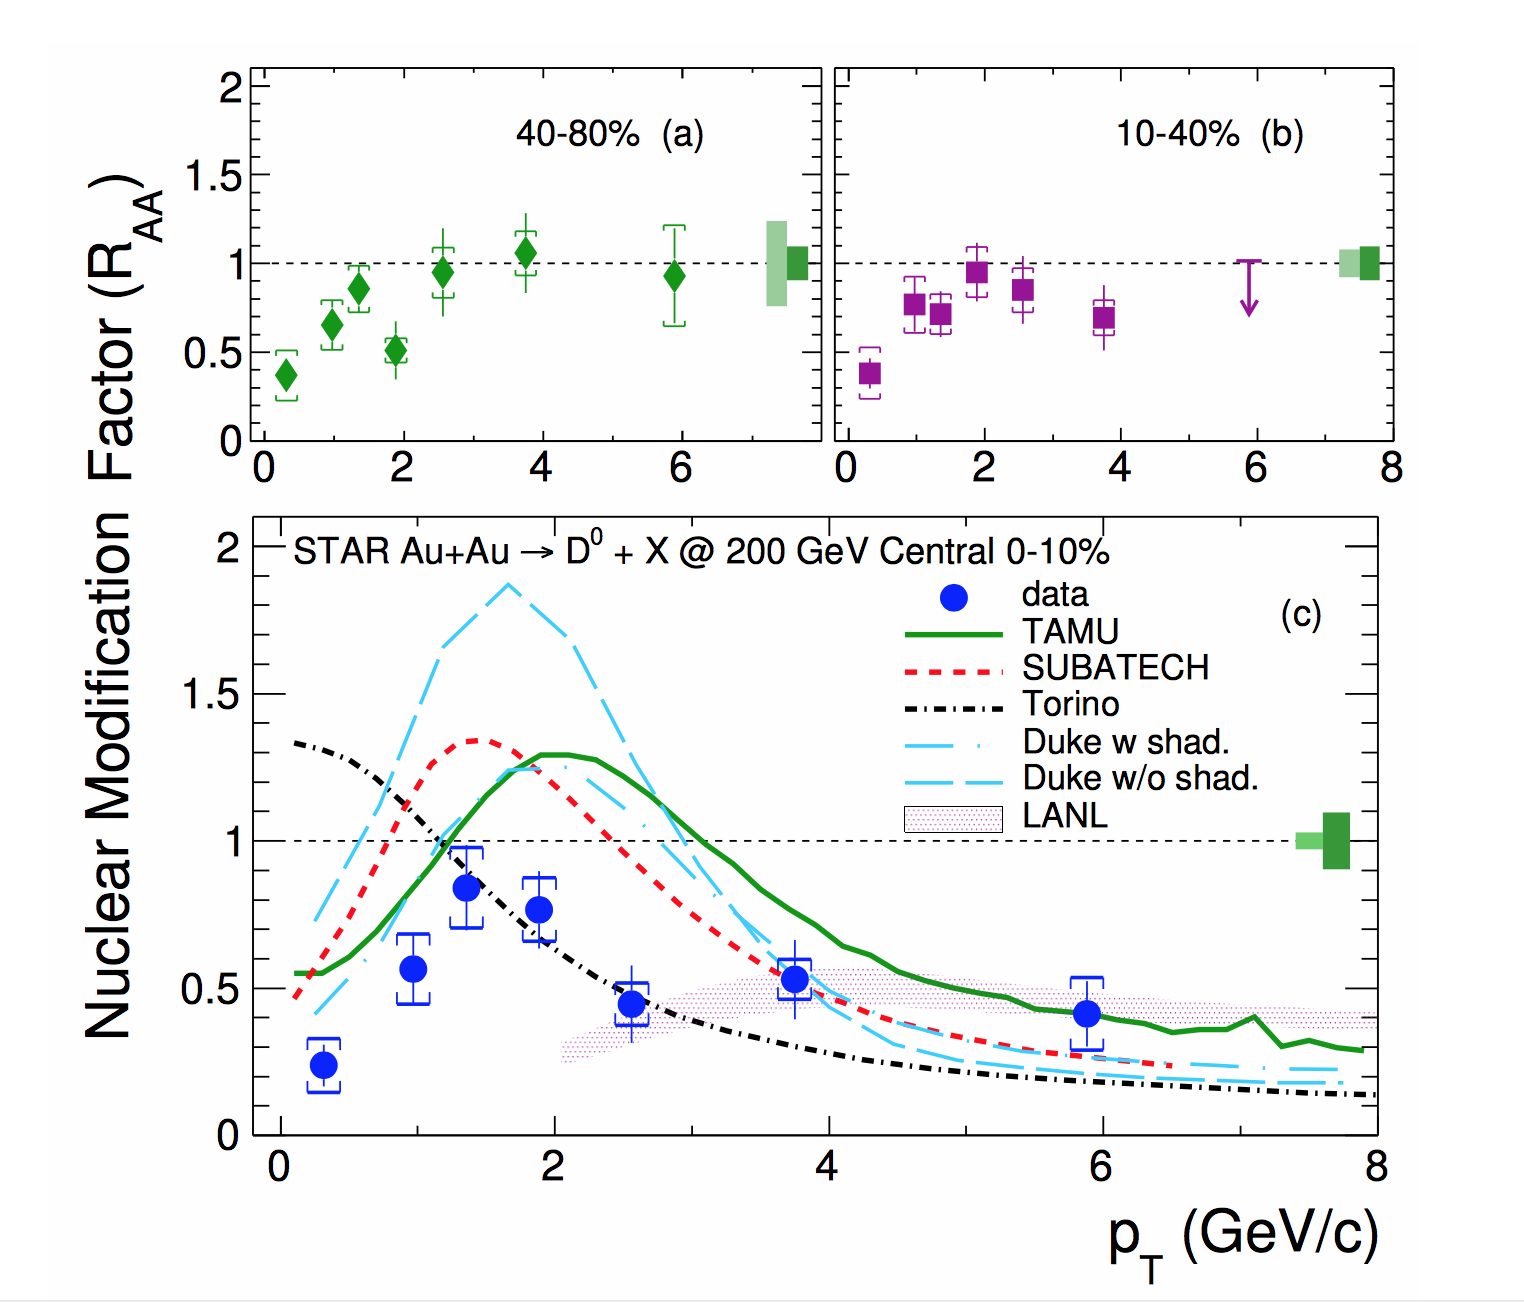 Nuclear Modification Factor (R_AA)
2
1.5
1
0.5
0
40-80% (a)
0 2 4 6
10-40% (b)
0 2 4 6 8
2
1.5
1
0.5
0
STAR Au+Au → D⁰ + X @ 200 GeV Central 0-10%
(c)
data
TAMU
SUBATECH
Torino
Duke w shad.
Duke w/o shad.
LANL
0 2 4 6 8
p_T (GeV/c)